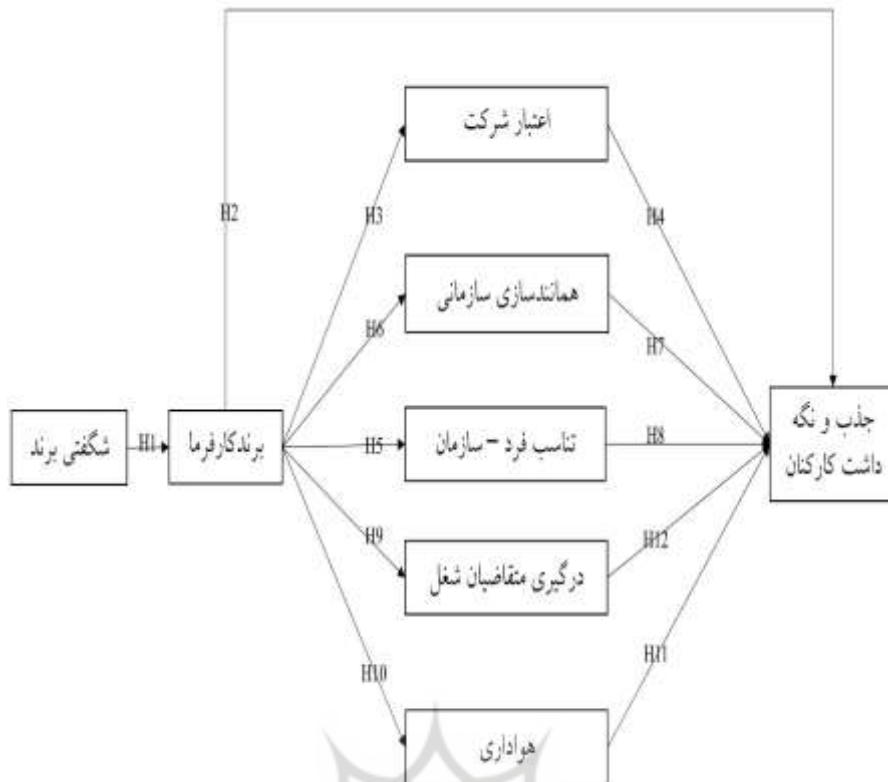 اعتبار شرکت
H2
H3
H4
همانندسازی سازمانی
H6
H7
جذب و نگه
داشت کارکنان
شگفتی برند
H1
برندکارفرما
H5
تناسب فرد – سازمان
H8
H9
H12
درگیری متقاضیان شغل
H10
H11
هواداری